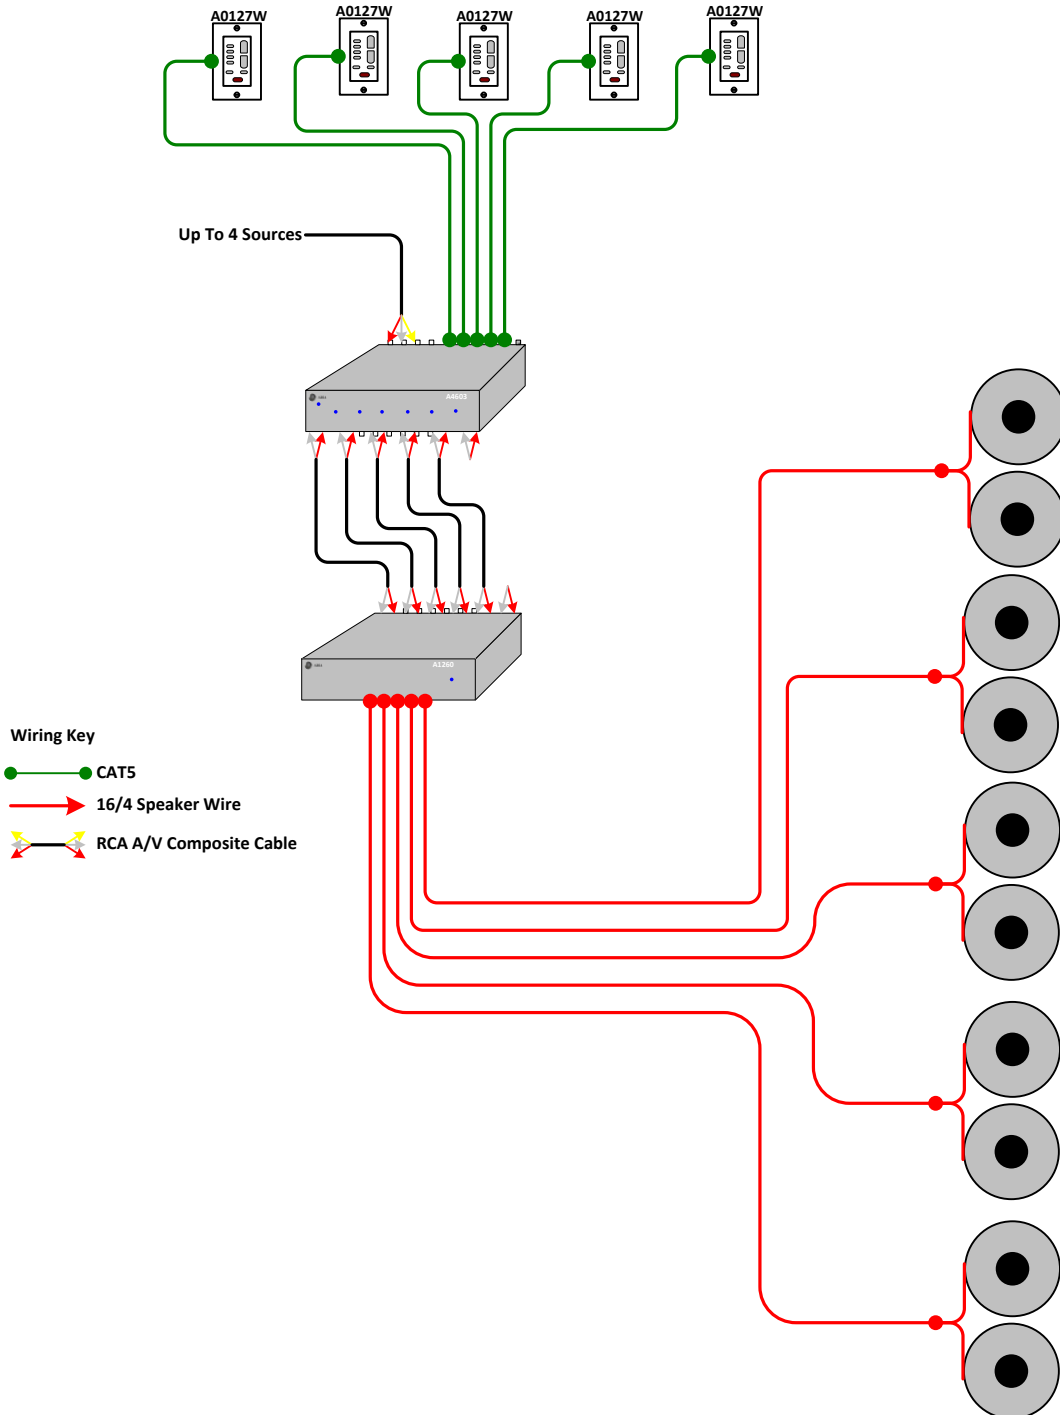 A0127W
A0127W
A0127W
A0127W
A0127W
Up To 4 Sources
A4603
A1260
Wiring Key
CAT5
16/4 Speaker Wire
RCA A/V Composite Cable